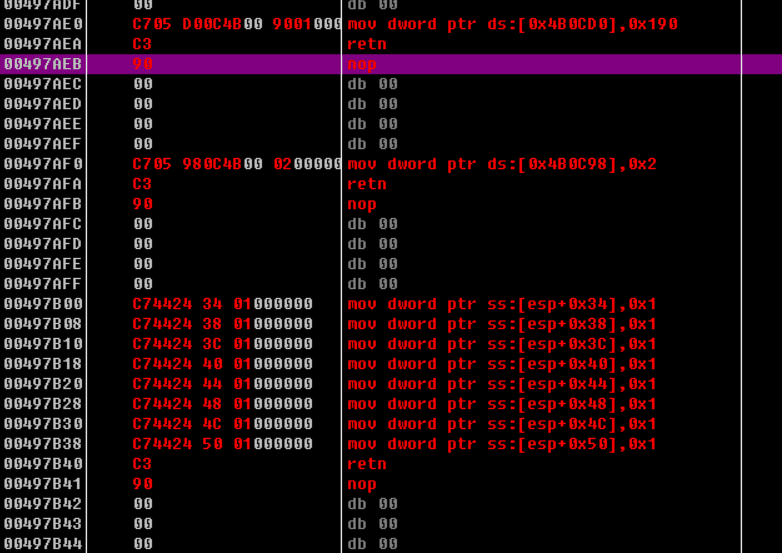 00497ADF 00 db 00
00497AE0 C705 D00C4B00 9001000 mov dword ptr ds:[0x4B0CD0],0x190
00497AEA C3 retn
00497AEB 90 nop
00497AEC 00 db 00
00497AED 00 db 00
00497AEE 00 db 00
00497AEF 00 db 00
00497AF0 C705 980C4B00 0200000 mov dword ptr ds:[0x4B0C98],0x2
00497AFA C3 retn
00497AFB 90 nop
00497AFC 00 db 00
00497AFD 00 db 00
00497AFE 00 db 00
00497AFF 00 db 00
00497B00 C74424 34 01000000 mov dword ptr ss:[esp+0x34],0x1
00497B08 C74424 38 01000000 mov dword ptr ss:[esp+0x38],0x1
00497B10 C74424 3C 01000000 mov dword ptr ss:[esp+0x3C],0x1
00497B18 C74424 40 01000000 mov dword ptr ss:[esp+0x40],0x1
00497B20 C74424 44 01000000 mov dword ptr ss:[esp+0x44],0x1
00497B28 C74424 48 01000000 mov dword ptr ss:[esp+0x48],0x1
00497B30 C74424 4C 01000000 mov dword ptr ss:[esp+0x4C],0x1
00497B38 C74424 50 01000000 mov dword ptr ss:[esp+0x50],0x1
00497B40 C3 retn
00497B41 90 nop
00497B42 00 db 00
00497B43 00 db 00
00497B44 00 db 00